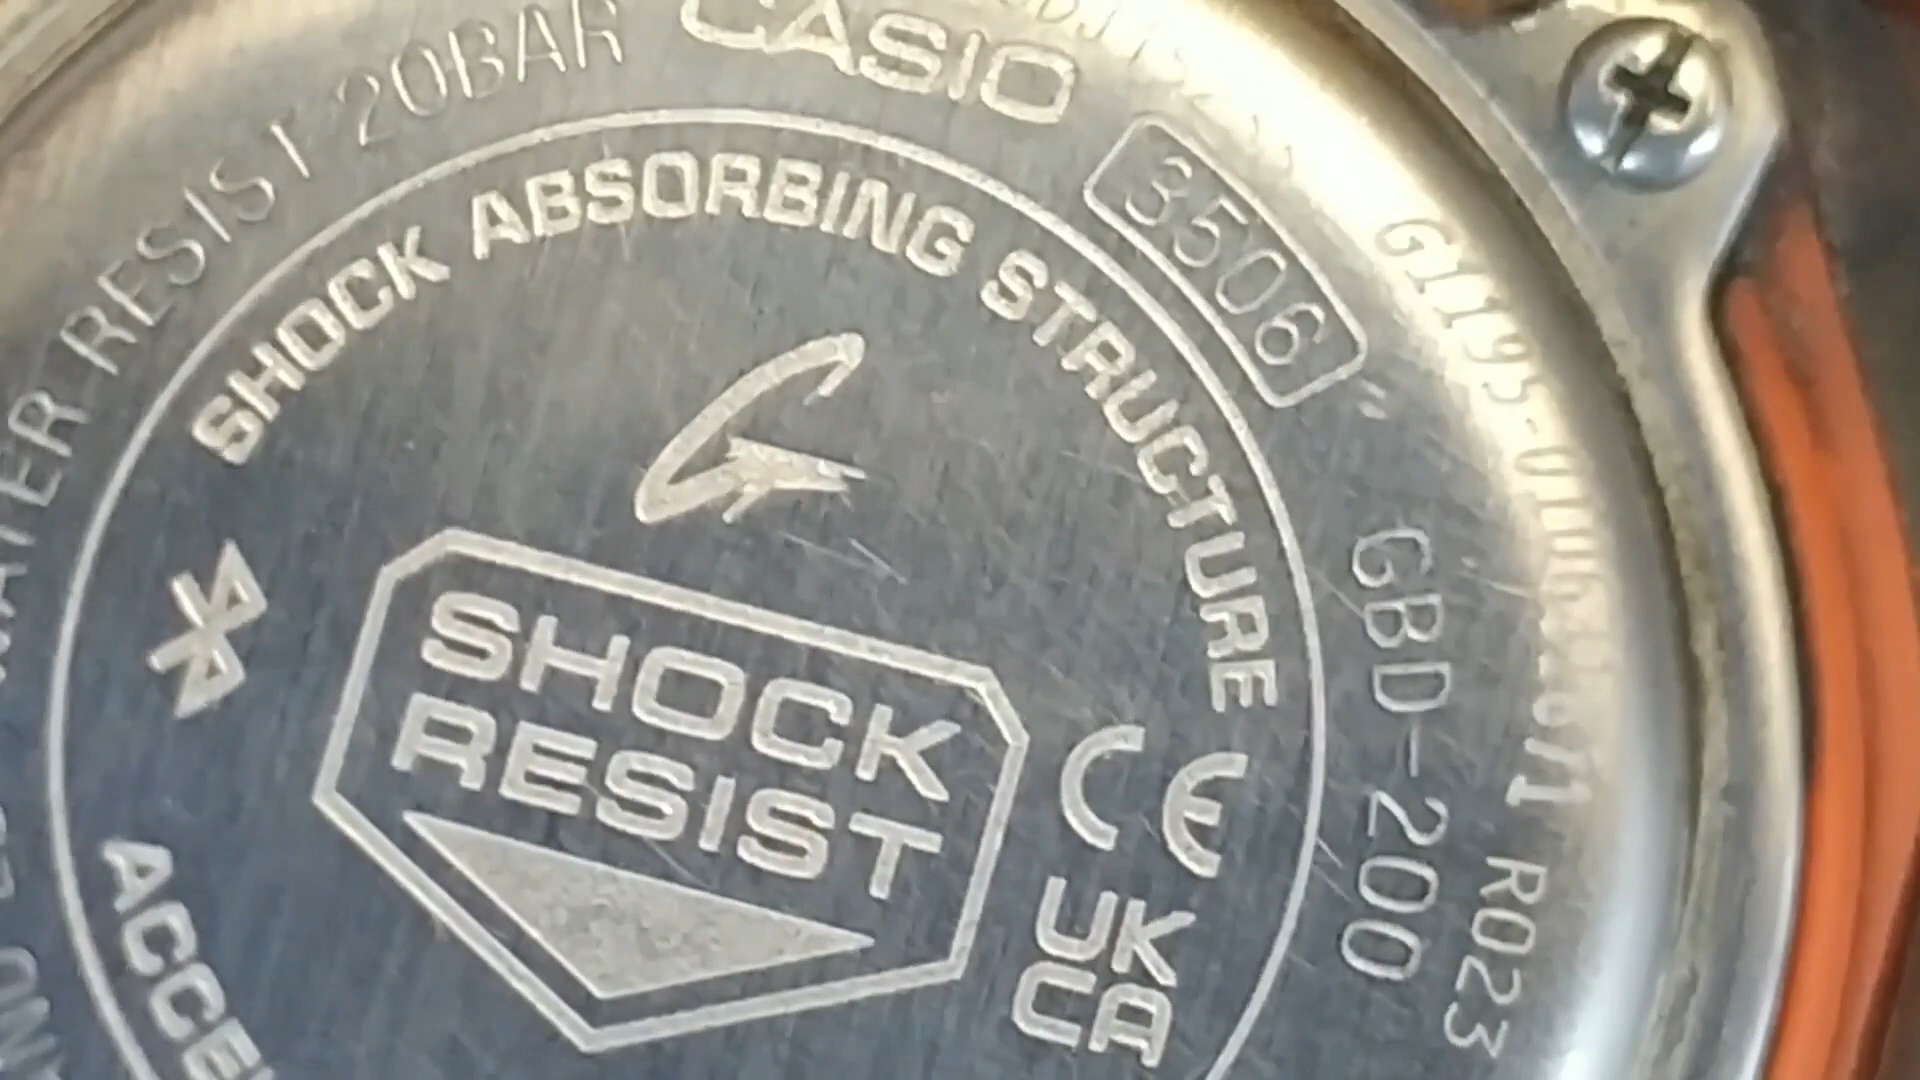 WATER RESIST 20BAR
CASIO
3506
GBD-200
R023
SHOCK ABSORBING STRUCTURE
G
SHOCK
RESIST
CE
UK
CA